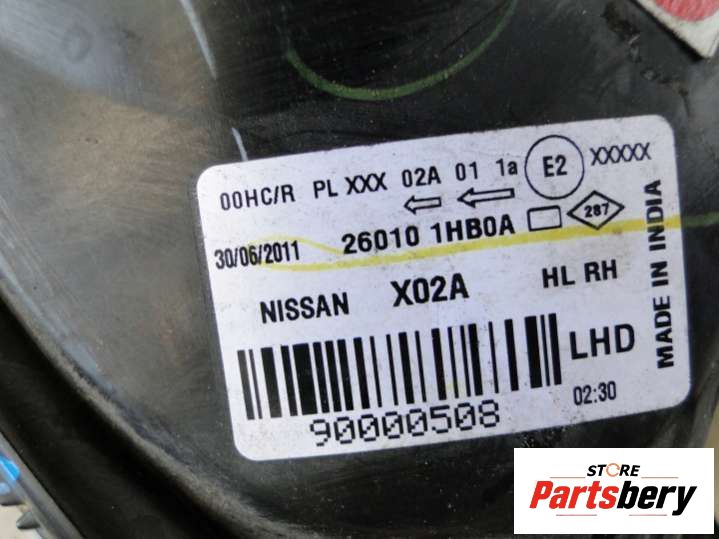 00HC/R PL XXX 02A 01 1a E2 XXXXX
30/06/2011 26010 1HB0A 287
NISSAN X02A HL RH
LHD
90000508 02:30
MADE IN INDIA
STORE
Partsbery